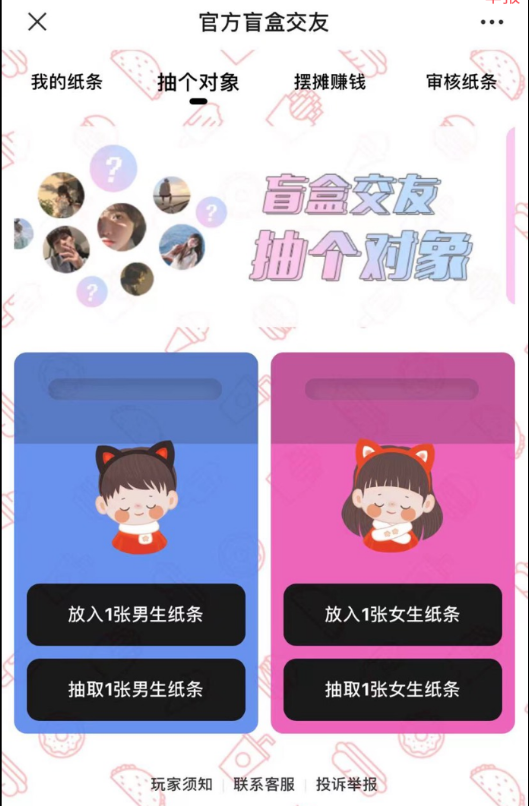 官方盲盒交友
我的纸条 抽个对象 摆摊赚钱 审核纸条
? 
?
?
盲盒交友
抽个对象
放入1张男生纸条 放入1张女生纸条
抽取1张男生纸条 抽取1张女生纸条
玩家须知 联系客服 投诉举报